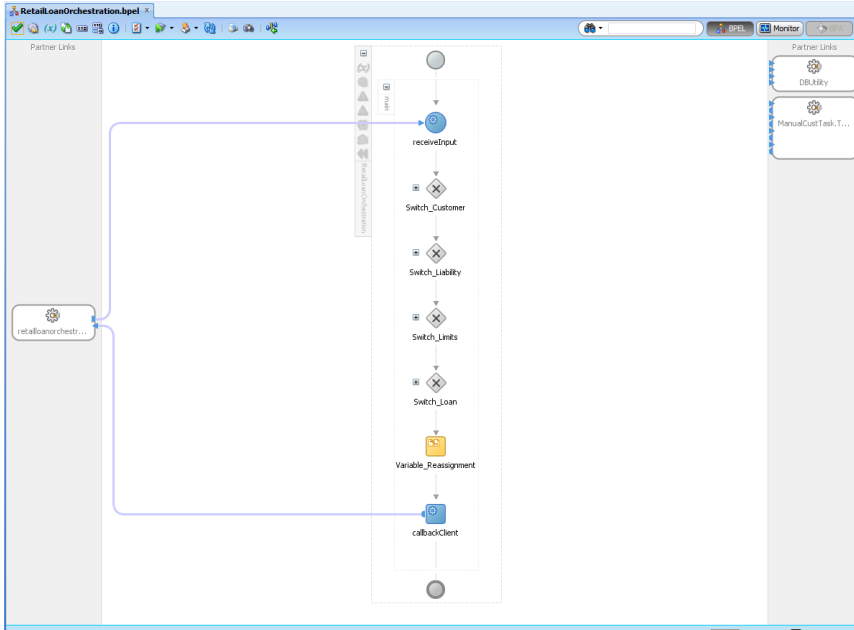 RetailLoanOrchestration.bpel
(x)
BPEL
Monitor
BPA
Partner Links
Partner Links
main
DBUtility
ManualCustTask.T...
receiveInput
RetailLoanOrchestration
Switch_Customer
Switch_Liability
retailloanorchestr...
Switch_Limits
Switch_Loan
Variable_Reassignment
callbackClient